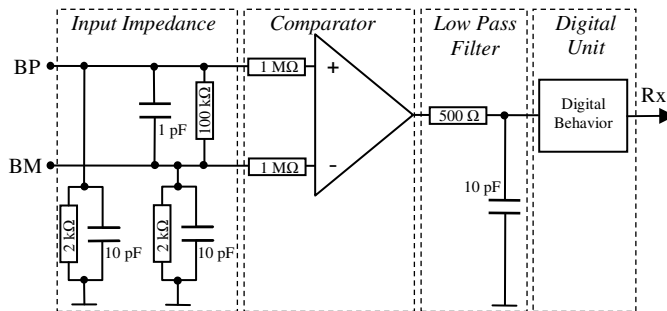 Input Impedance
Comparator
Low Pass
Filter
Digital
Unit
BP
BM
1 pF
100 kΩ
1 MΩ
1 MΩ
+
-
500 Ω
10 pF
Digital
Behavior
Rx
2 kΩ
10 pF
2 kΩ
10 pF